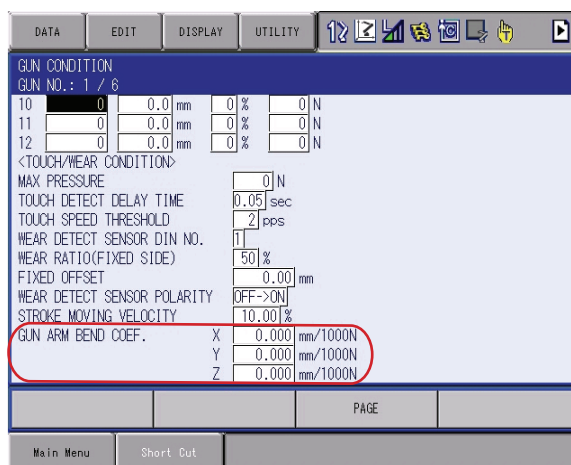 DATA EDIT DISPLAY UTILITY
GUN CONDITION
GUN NO.: 1 / 6
10 0 0.0 mm 0 % 0 N
11 0 0.0 mm 0 % 0 N
12 0 0.0 mm 0 % 0 N
<TOUCH/WEAR CONDITION>
MAX PRESSURE 0 N
TOUCH DETECT DELAY TIME 0.05 sec
TOUCH SPEED THRESHOLD 2 pps
WEAR DETECT SENSOR DIN NO. 1
WEAR RATIO(FIXED SIDE) 50 %
FIXED OFFSET 0.00 mm
WEAR DETECT SENSOR POLARITY OFF->ON
STROKE MOVING VELOCITY 10.00 %
GUN ARM BEND COEF. X 0.000 mm/1000N
Y 0.000 mm/1000N
Z 0.000 mm/1000N
PAGE
Main Menu Short Cut